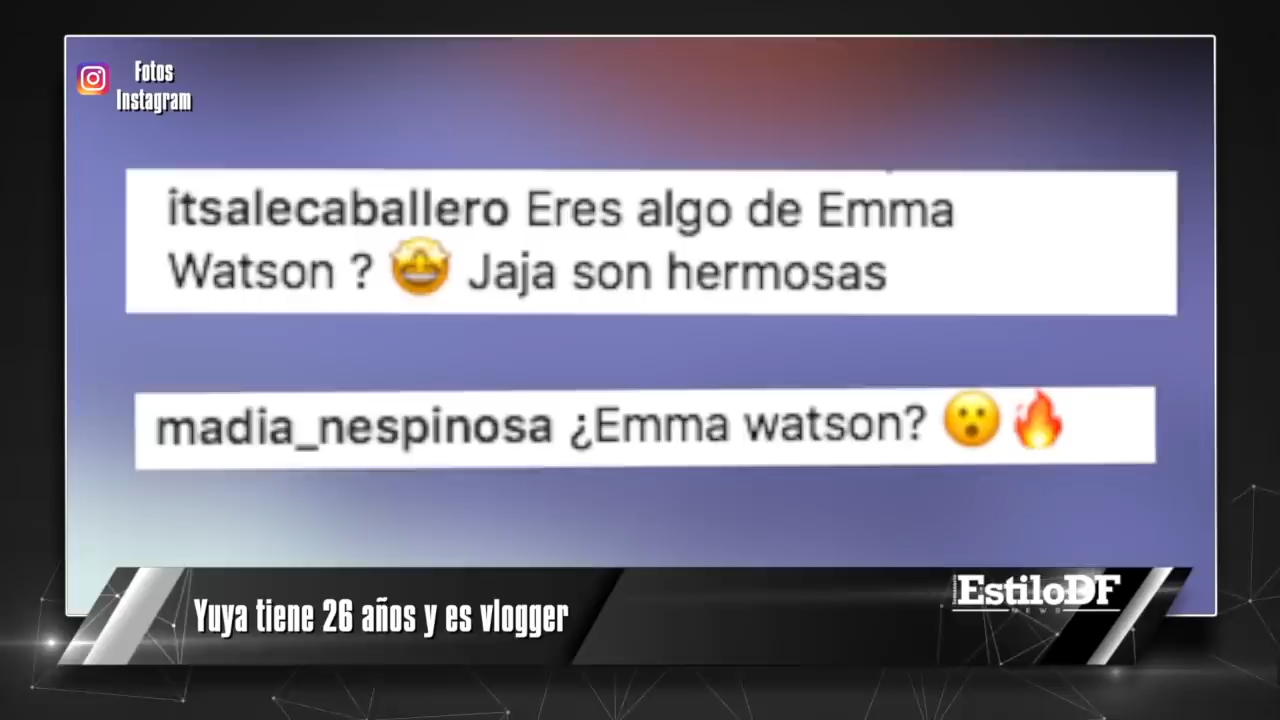 Fotos
Instagram
itsalecaballero Eres algo de Emma
Watson ? 🤩 Jaja son hermosas
madia_nespinosa ¿Emma watson? 😮🔥
Yuya tiene 26 años y es vlogger
EstiloDF
NEWS